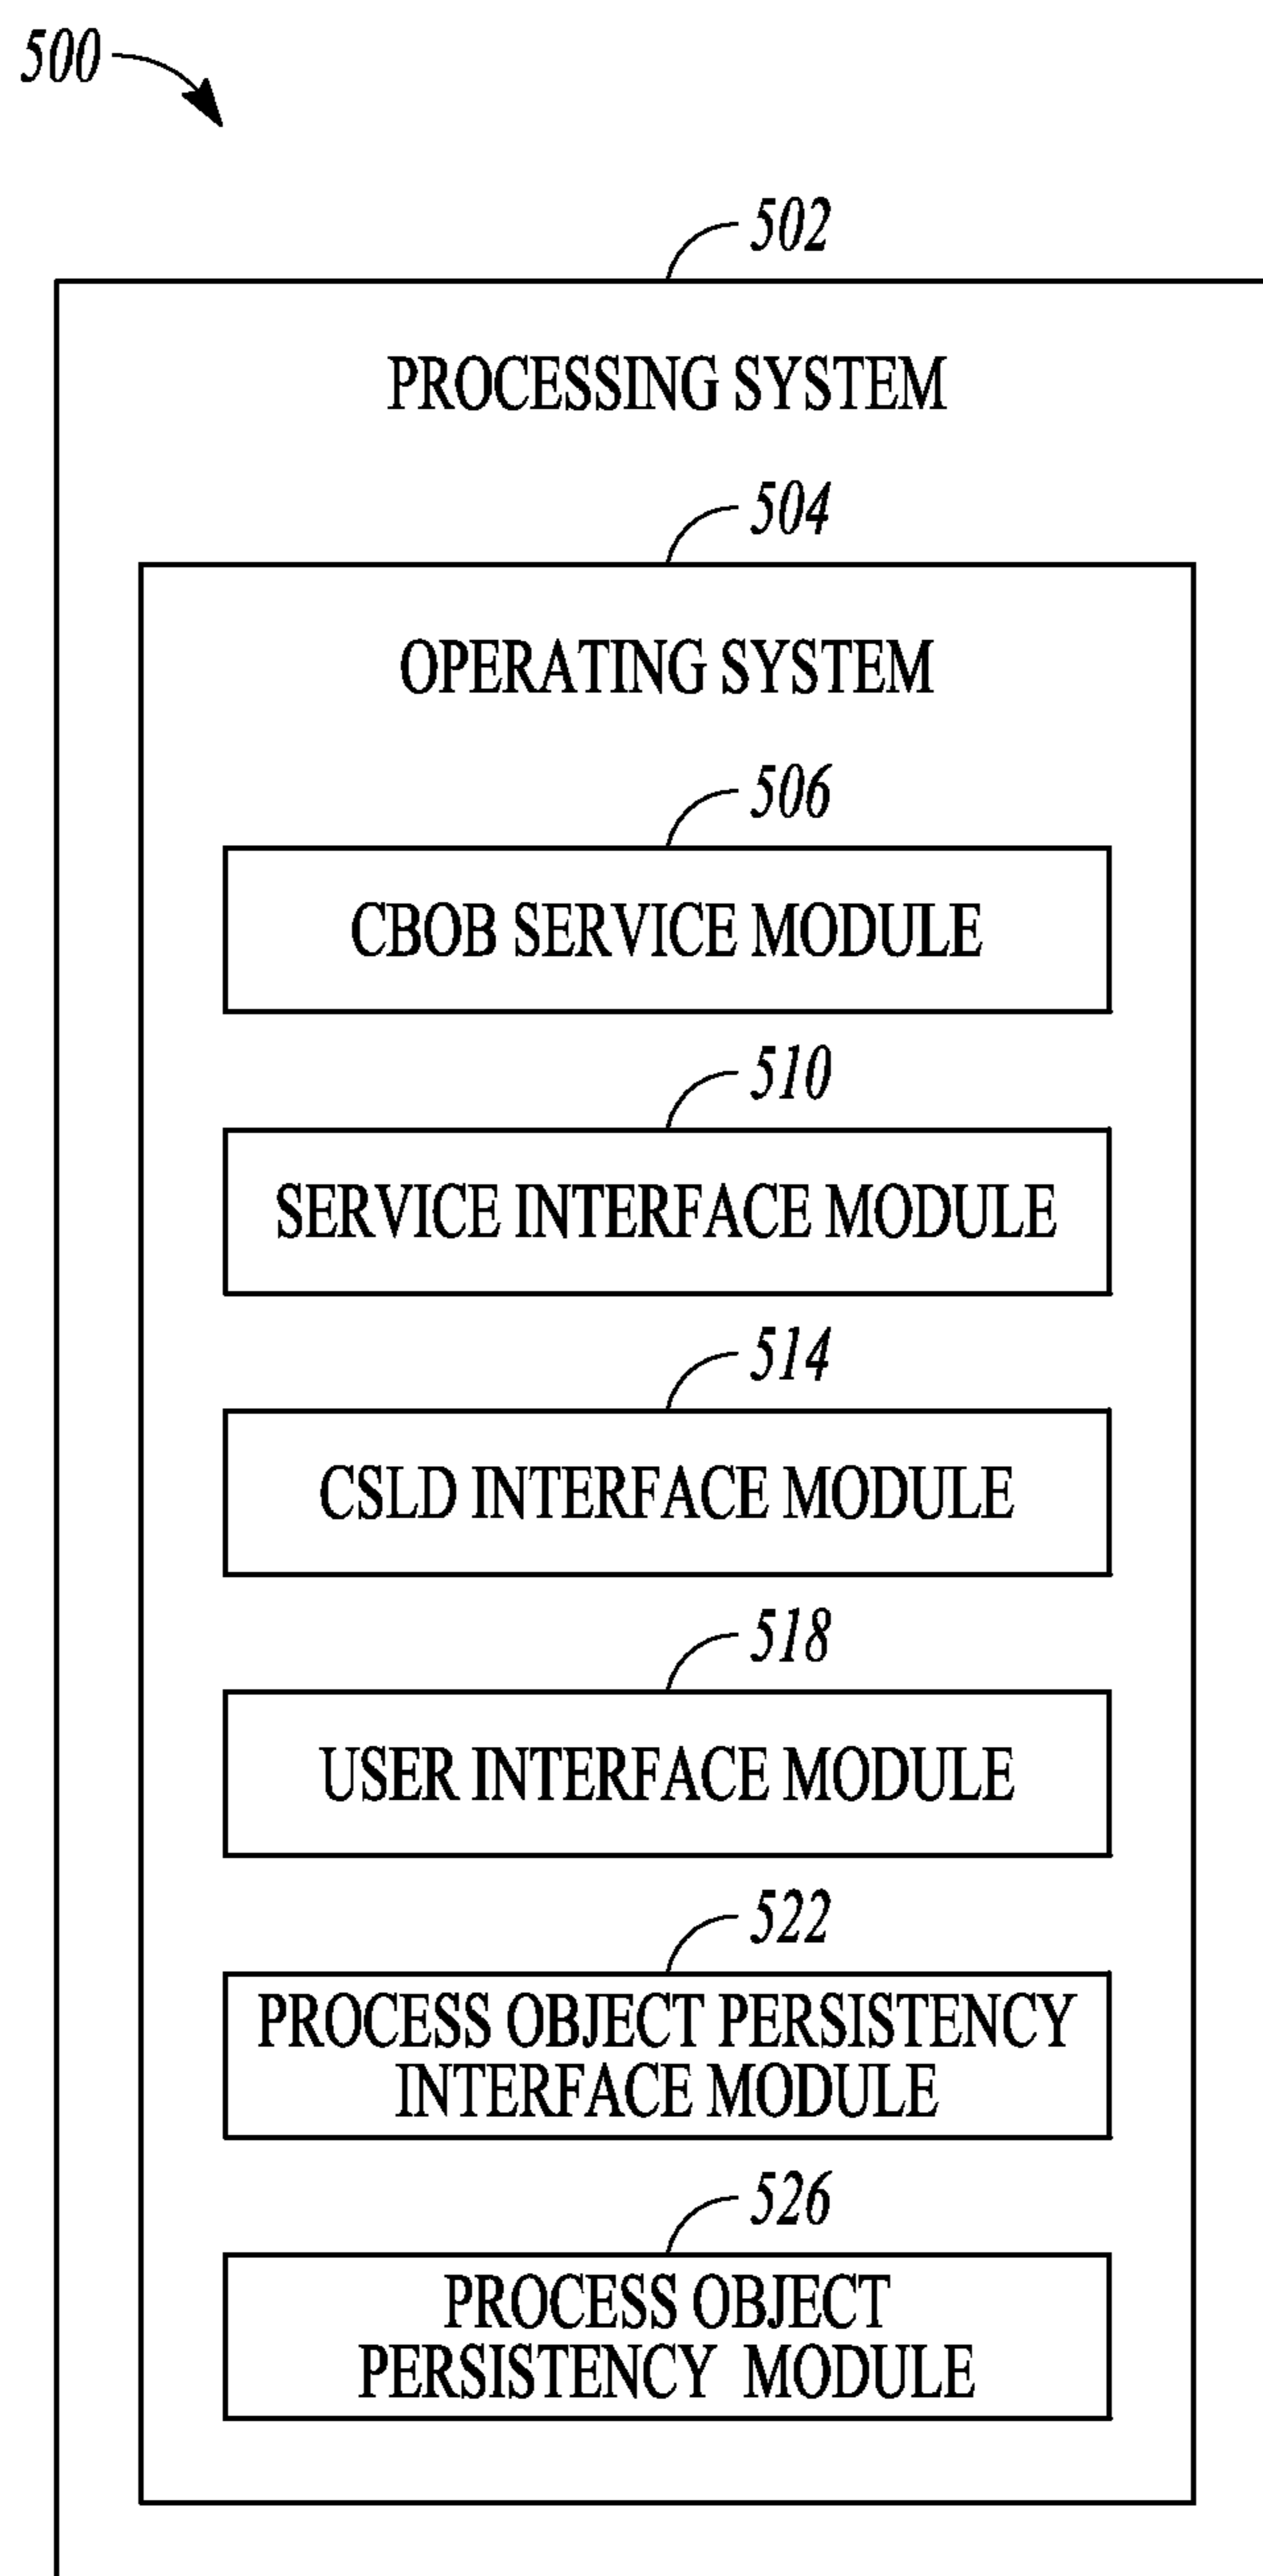 500
502
PROCESSING SYSTEM
504
OPERATING SYSTEM
506
CBOB SERVICE MODULE
510
SERVICE INTERFACE MODULE
514
CSLD INTERFACE MODULE
518
USER INTERFACE MODULE
522
PROCESS OBJECT PERSISTENCY
INTERFACE MODULE
526
PROCESS OBJECT
PERSISTENCY MODULE